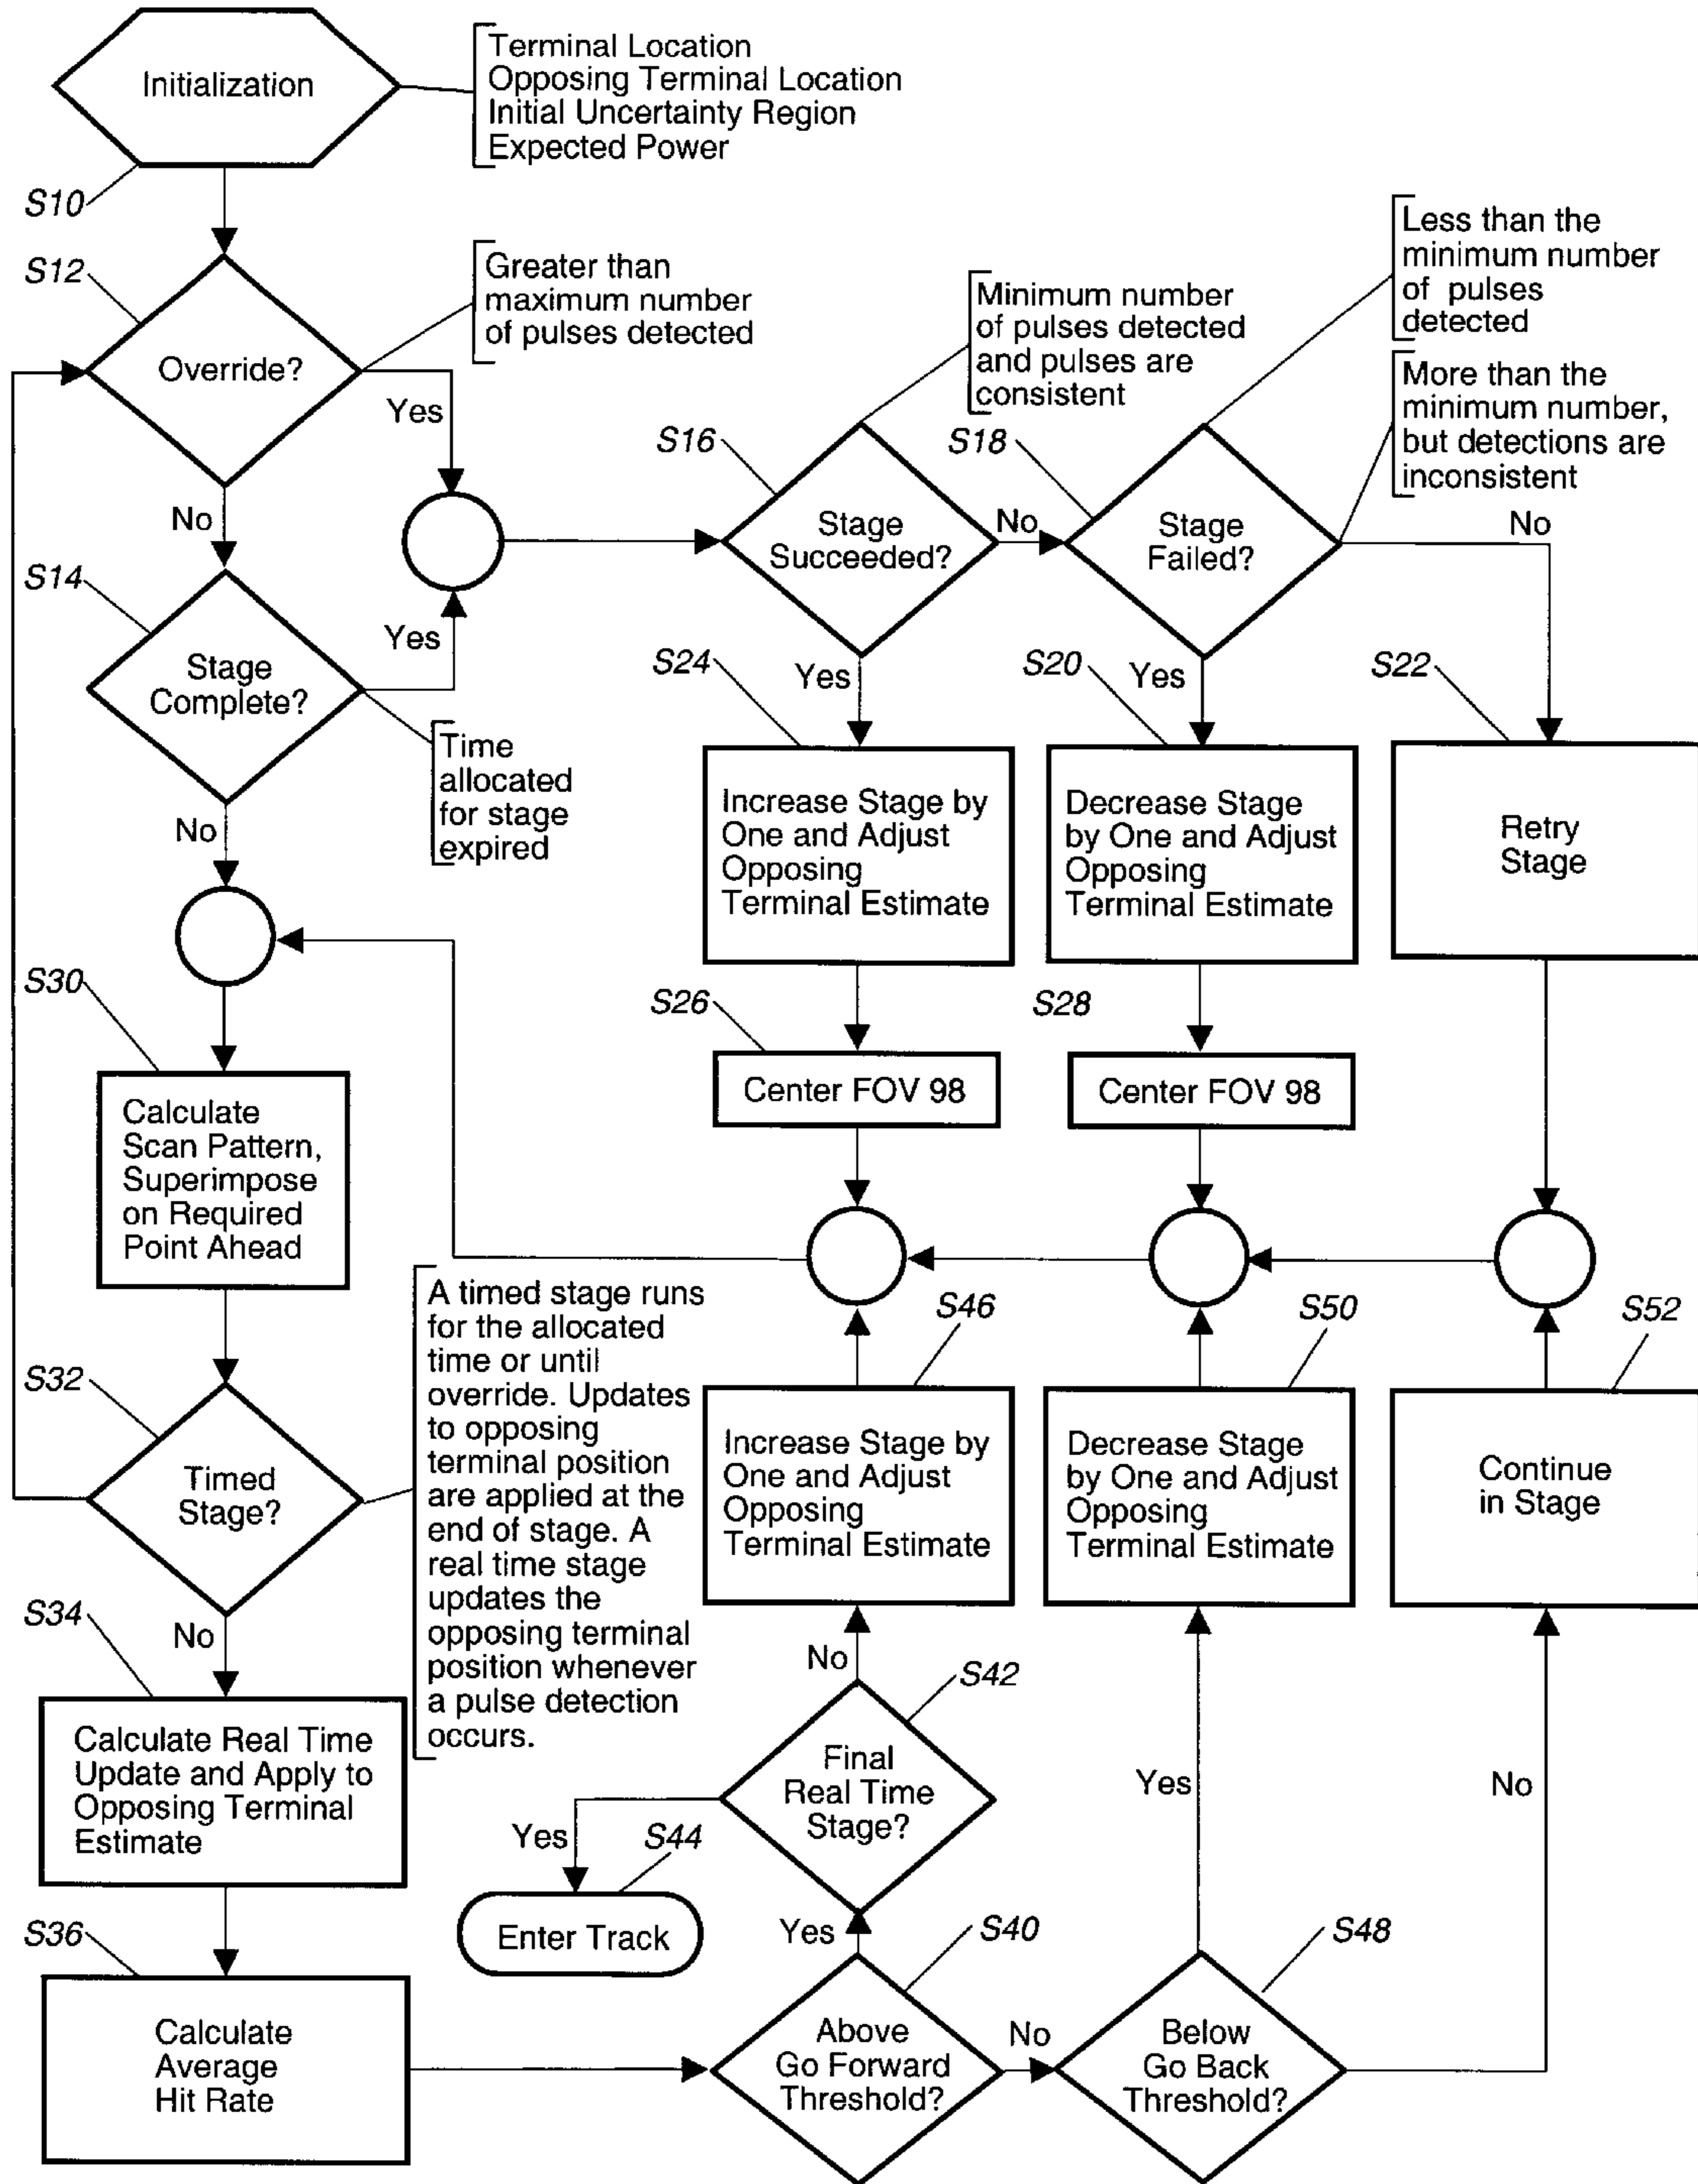 Initialization
Terminal Location
Opposing Terminal Location
Initial Uncertainty Region
Expected Power
S10
S12
Override?
Greater than
maximum number
of pulses detected
Yes
No
S14
Stage
Complete?
Yes
Time
allocated
for stage
expired
No
Minimum number
of pulses detected
and pulses are
consistent
S16
Stage
Succeeded?
No
S18
Stage
Failed?
Less than the
minimum number
of pulses
detected
More than the
minimum number,
but detections are
inconsistent
No
S24
Yes
S20
Yes
S22
Increase Stage by
One and Adjust
Opposing
Terminal Estimate
Decrease Stage
by One and Adjust
Opposing
Terminal Estimate
Retry
Stage
S26
S28
Center FOV 98
Center FOV 98
S30
Calculate
Scan Pattern,
Superimpose
on Required
Point Ahead
S32
Timed
Stage?
A timed stage runs
for the allocated
time or until
override. Updates
to opposing
terminal position
are applied at the
end of stage. A
real time stage
updates the
opposing terminal
position whenever
a pulse detection
occurs.
S46
S50
S52
Increase Stage by
One and Adjust
Opposing
Terminal Estimate
Decrease Stage
by One and Adjust
Opposing
Terminal Estimate
Continue
in Stage
S34
No
Calculate Real Time
Update and Apply to
Opposing Terminal
Estimate
No
S42
Final
Real Time
Stage?
Yes
S44
Enter Track
Yes
No
S36
Calculate
Average
Hit Rate
Yes
S40
Above
Go Forward
Threshold?
No
S48
Below
Go Back
Threshold?